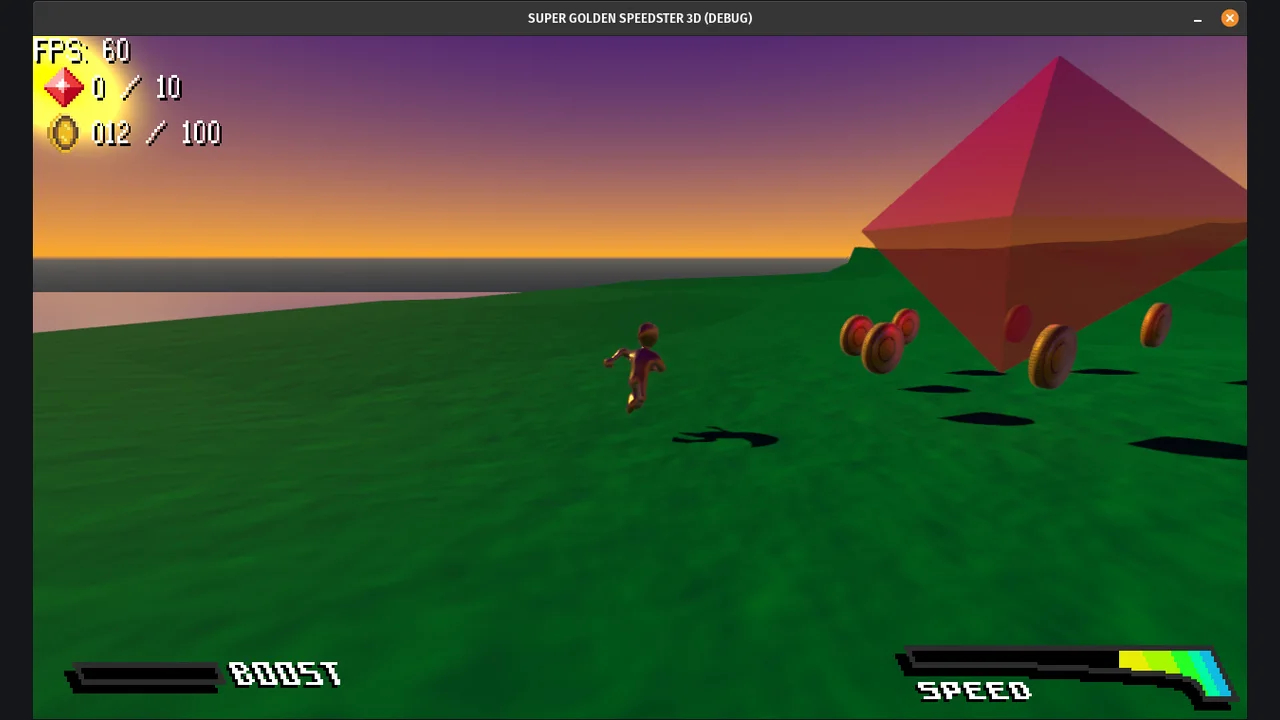 SUPER GOLDEN SPEEDSTER 3D (DEBUG)
FPS: 60
0 / 10
012 / 100
BOOST
SPEED